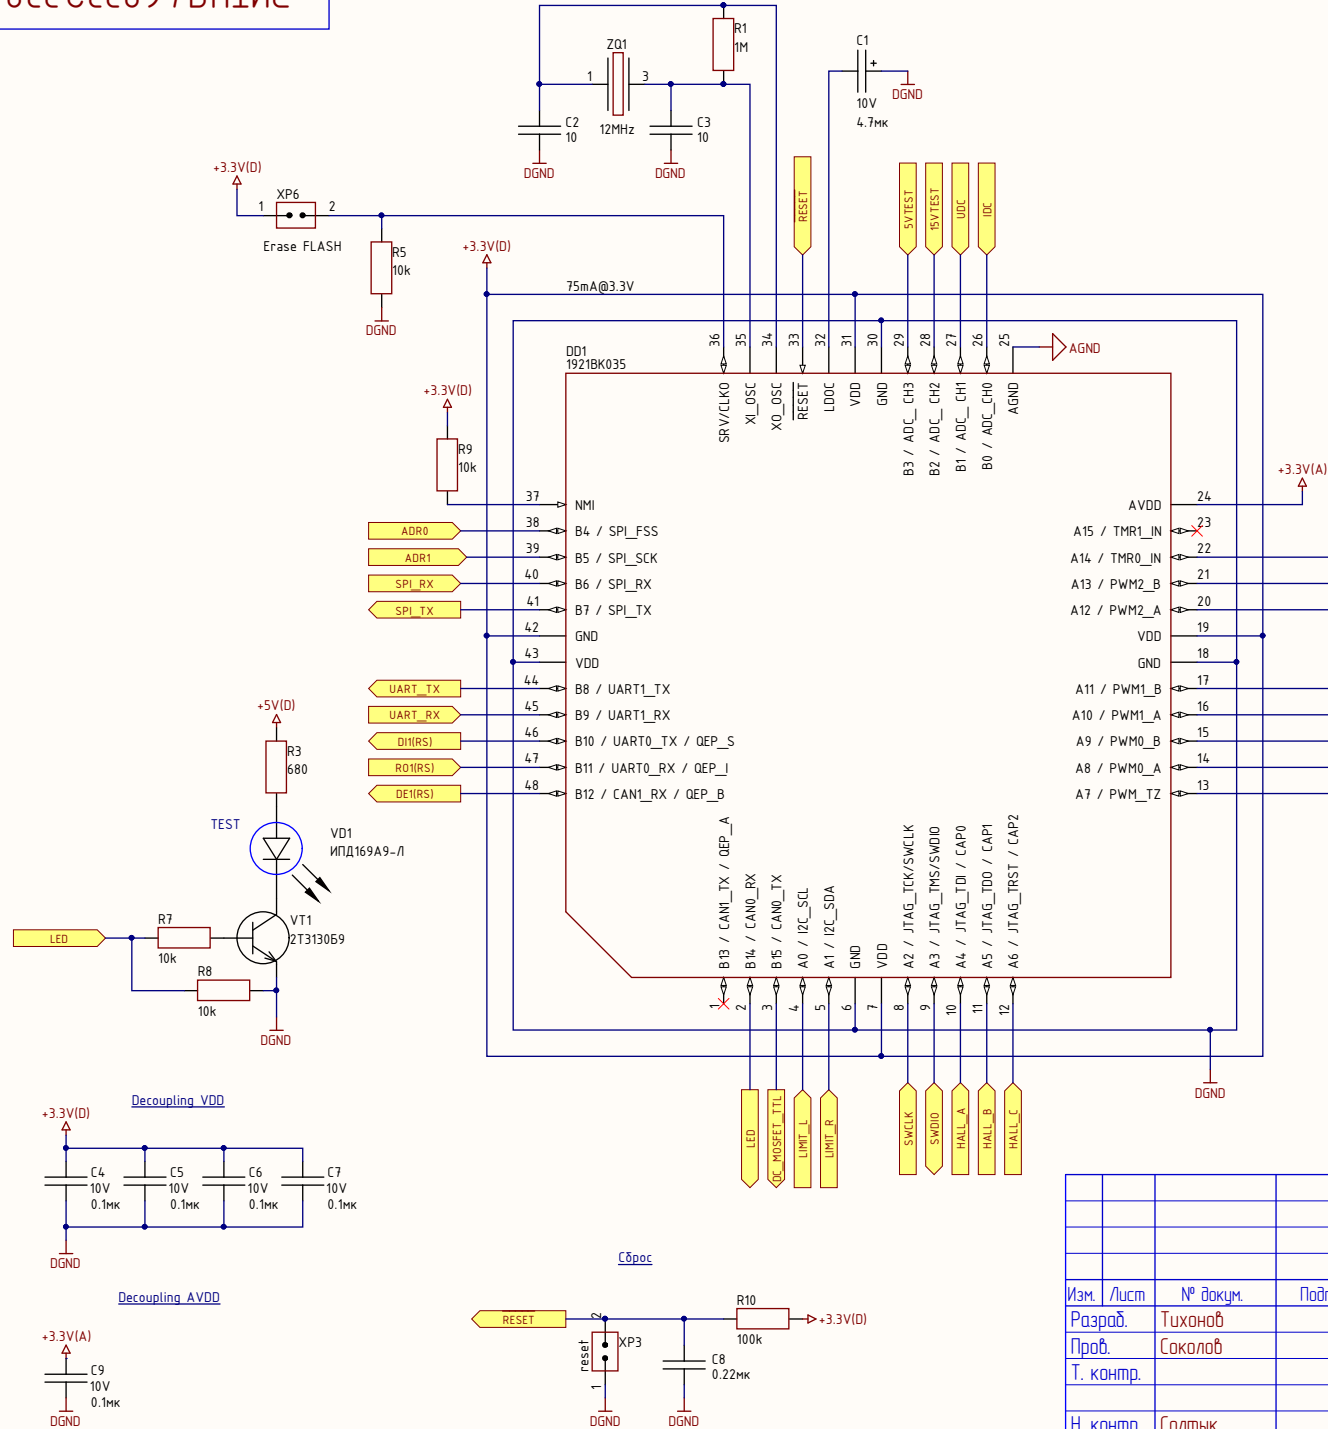 R1
1M
ZQ1
1
3
12MHz
C2
10
DGND
C3
10
DGND
C1
+
10V
4.7мк
DGND
+3.3V(D)
XP6
1
2
Erase FLASH
R5
10k
DGND
+3.3V(D)
75mA@3.3V
RESET
5VTEST
15VTEST
UDC
IDC
DD1
1921BK035
36
35
34
33
32
31
30
29
28
27
26
25
AGND
SRV/CLKO
XI_OSC
XO_OSC
RESET
LDOC
VDD
GND
B3 / ADC_ CH3
B2 / ADC_ CH2
B1 / ADC_ CH1
B0 / ADC_CH0
AGND
+3.3V(D)
R9
10k
37 NMI
ADR0 38 B4 / SPI_FSS
ADR1 39 B5 / SPI_SCK
SPI_RX 40 B6 / SPI_RX
SPI_TX 41 B7 / SPI_TX
42 GND
43 VDD
UART_TX 44 B8 / UART1_TX
UART_RX 45 B9 / UART1_RX
DI1(RS) 46 B10 / UART0_TX / QEP_S
RO1(RS) 47 B11 / UART0_RX / QEP_I
DE1(RS) 48 B12 / CAN1_RX / QEP_B
+3.3V(A)
AVDD 24
A15 / TMR1_IN 23
A14 / TMR0_IN 22
A13 / PWM2_B 21
A12 / PWM2_A 20
VDD 19
GND 18
A11 / PWM1_B 17
A10 / PWM1_A 16
A9 / PWM0_B 15
A8 / PWM0_A 14
A7 / PWM_TZ 13
B13 / CAN1_TX / QEP_A
B14 / CAN0_RX
B15 / CAN0_TX
A0 / I2C_SCL
A1 / I2C_SDA
GND
VDD
A2 / JTAG_TCK/SWCLK
A3 / JTAG_TMS/SWDIO
A4 / JTAG_TDI / CAP0
A5 / JTAG_TDO / CAP1
A6 / JTAG_TRST / CAP2
1
2
3
4
5
6
7
8
9
10
11
12
LED
DC_MOSFET_TTL
LIMIT_L
LIMIT_R
SWCLK
SWDIO
HALL_A
HALL_B
HALL_C
DGND
+5V(D)
R3
680
TEST
VD1
ИПД169А9-Л
VT1
2Т3130Б9
LED
R7
10k
R8
10k
DGND
Decoupling VDD
+3.3V(D)
C4
10V
0.1мк
C5
10V
0.1мк
C6
10V
0.1мк
C7
10V
0.1мк
DGND
Decoupling AVDD
+3.3V(A)
C9
10V
0.1мк
DGND
Сброс
RESET
2
reset
XP3
1
DGND
C8
0.22мк
DGND
R10
100k
+3.3V(D)
Изм. Лист № докум.
Разраб. Тихонов
Пров. Соколов
Т. контр.
Н. контр. Солтык